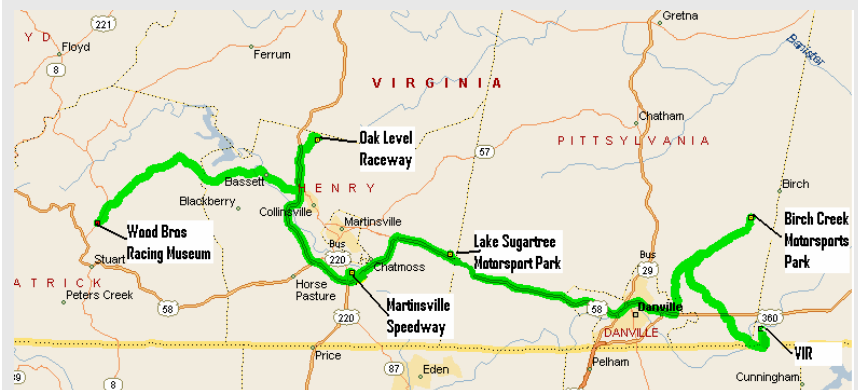 221
Y D
Floyd
8
Ferrum
Gretna
Banister
VIRGINIA
Chatham
PITTSYLVANIA
Oak Level
Raceway
57
Bassett
HENRY
Birch
Blackberry
Collinsville
Martinsville
Wood Bros
Racing Museum
Birch Creek
Motorsports
Park
Lake Sugartree
Motorsport Park
Bus
220
Chatmoss
Bus
29
Stuart
ATRICK
Peters Creek
58
Horse
Pasture
Martinsville
Speedway
58
Danville
DANVILLE
360
220
VIR
Price
Pelham
Eden
87
89
8
Cunningham